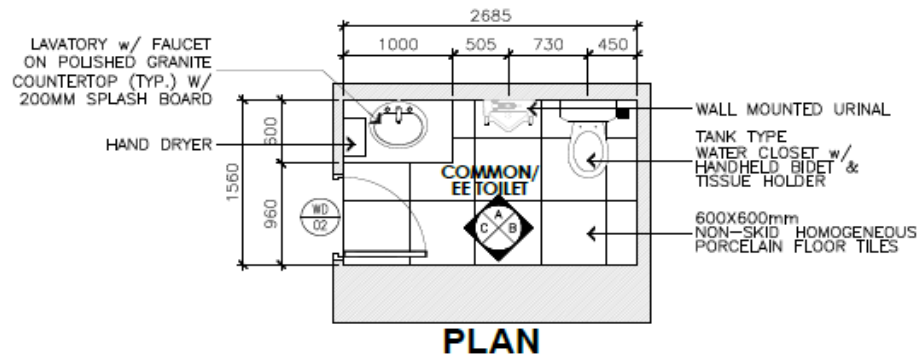 2685
1000
505
730
450
LAVATORY w/ FAUCET
ON POLISHED GRANITE
COUNTERTOP (TYP.) W/
200MM SPLASH BOARD
HAND DRYER
1560
600
960
WD
02
COMMON/
EE TOILET
A
C
B
WALL MOUNTED URINAL
TANK TYPE
WATER CLOSET w/
HANDHELD BIDET &
TISSUE HOLDER
600X600mm
NON-SKID HOMOGENEOUS
PORCELAIN FLOOR TILES
PLAN